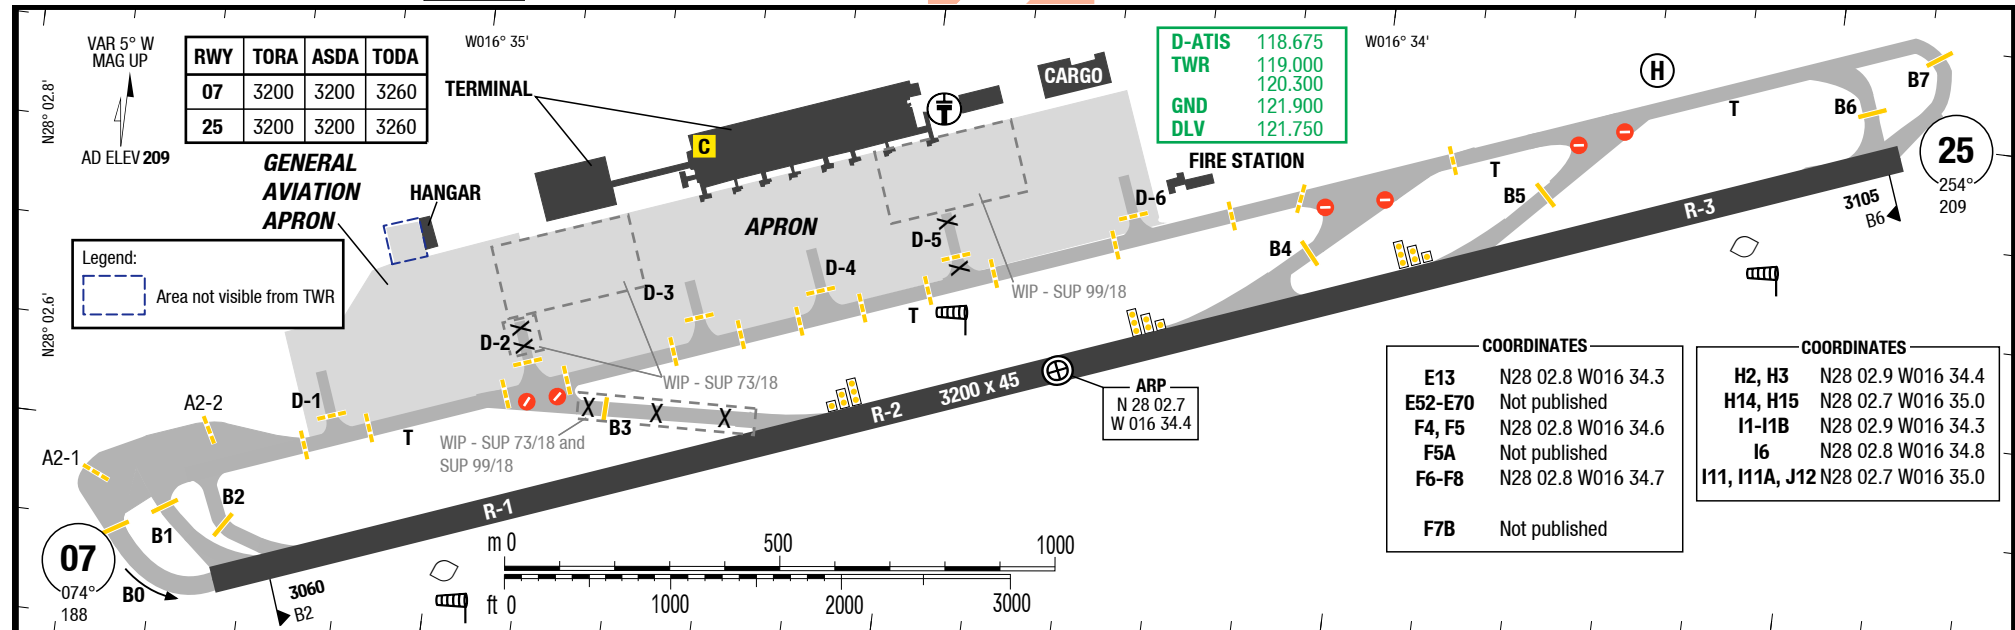 VAR 5° W
MAG UP
AD ELEV 209
RWY TORA ASDA TODA
07 3200 3200 3260
25 3200 3200 3260
W016° 35'
W016° 34'
N28° 02.8'
N28° 02.6'
TERMINAL
CARGO
C
T
H
D-ATIS 118.675
TWR 119.000
120.300
GND 121.900
DLV 121.750
FIRE STATION
GENERAL
AVIATION
APRON
HANGAR
APRON
Legend:
Area not visible from TWR
D-1
D-2
D-3
D-4
D-5
D-6
WIP - SUP 99/18
WIP - SUP 73/18
WIP - SUP 73/18 and
SUP 99/18
T
T
T
T
A2-2
A2-1
B0
B1
B2
B3
B4
B5
B6
B7
R-1
R-2
3200 x 45
R-3
07
074°
188
3060
B2
25
254°
209
3105
B6
ARP
N 28 02.7
W 016 34.4
m 0 500 1000
ft 0 1000 2000 3000
COORDINATES
E13 N28 02.8 W016 34.3
E52-E70 Not published
F4, F5 N28 02.8 W016 34.6
F5A Not published
F6-F8 N28 02.8 W016 34.7
F7B Not published
COORDINATES
H2, H3 N28 02.9 W016 34.4
H14, H15 N28 02.7 W016 35.0
I1-I1B N28 02.9 W016 34.3
I6 N28 02.8 W016 34.8
I11, I11A, J12 N28 02.7 W016 35.0